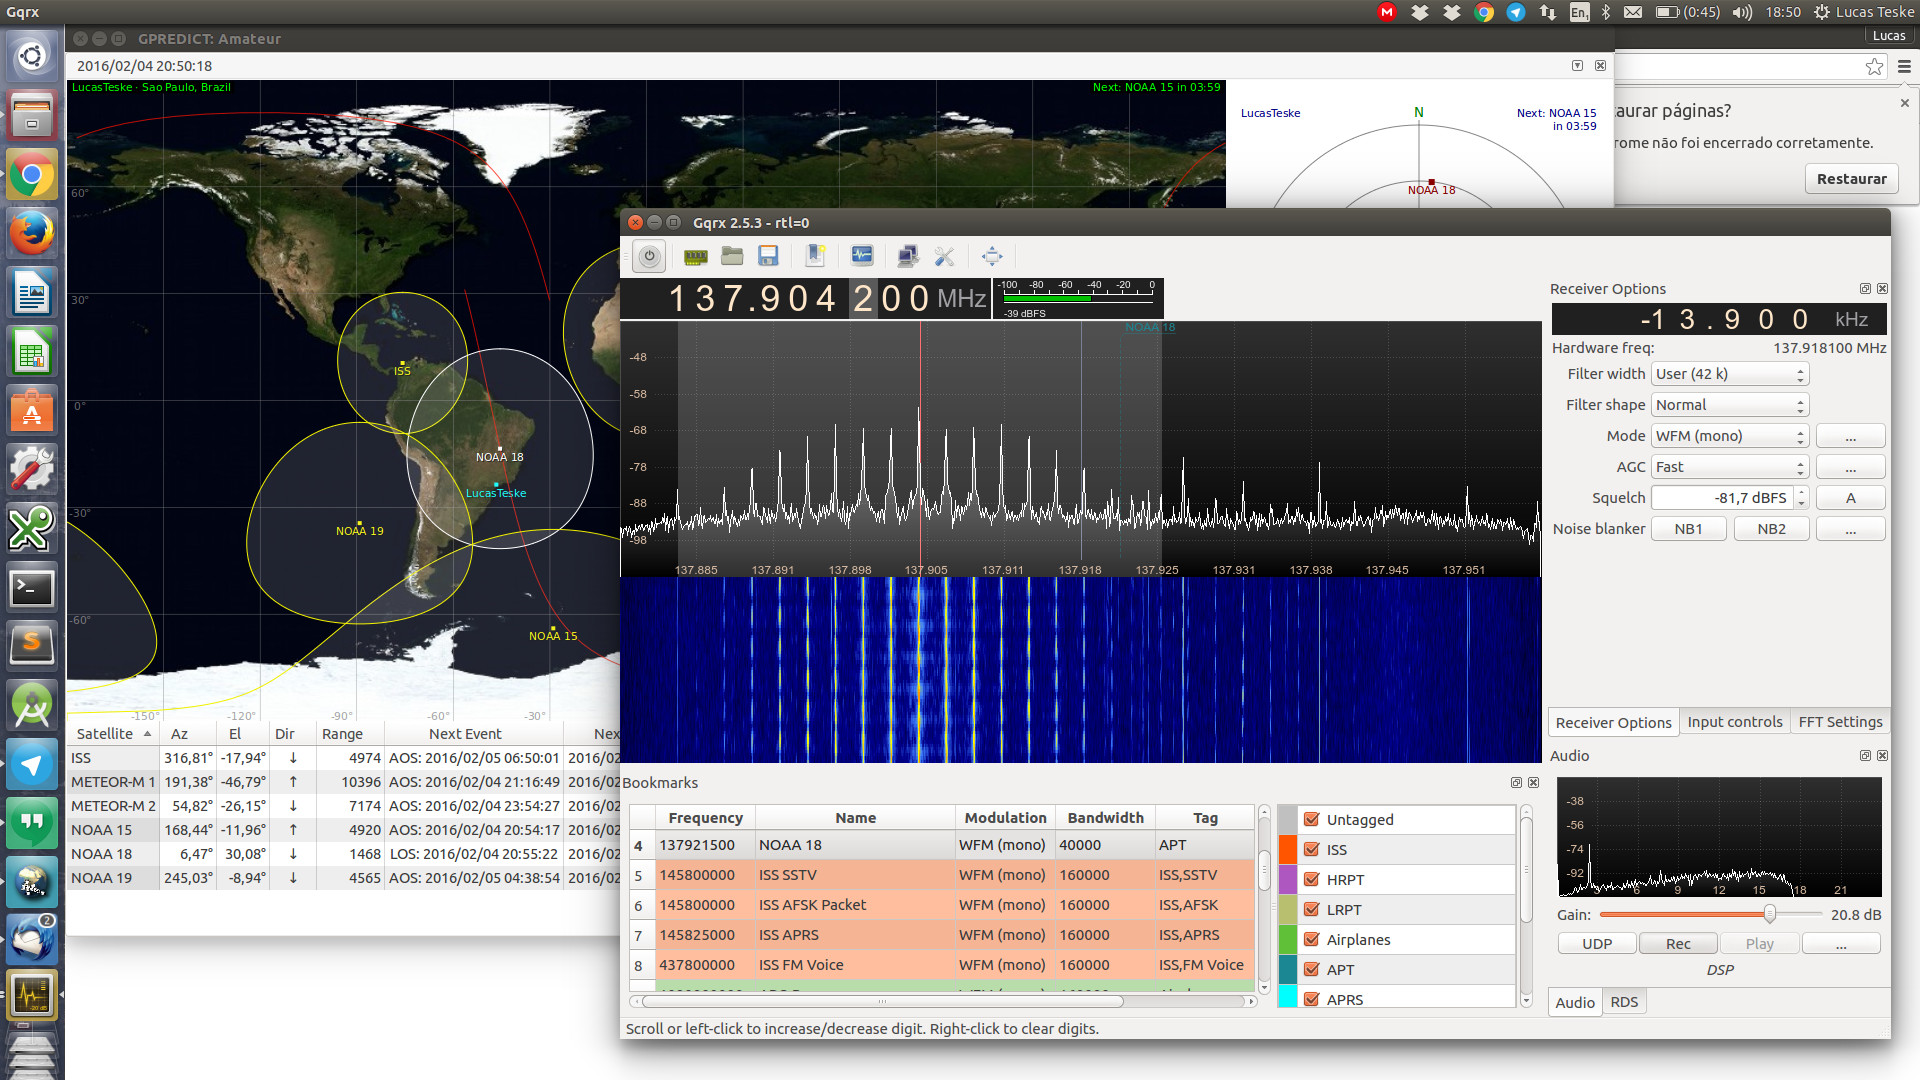 Gqrx
En1
(0:45)
18:50
Lucas Teske
Lucas
GPREDICT: Amateur
2016/02/04 20:50:18
LucasTeske · Sao Paulo, Brazil
Next: NOAA 15 in 03:59
60°
30°
0°
-30°
-60°
-150°
-120°
-90°
-60°
-30°
ISS
NOAA 18
LucasTeske
NOAA 19
NOAA 15
LucasTeske
N
Next: NOAA 15
in 03:59
NOAA 18
aurar páginas?
rome não foi encerrado corretamente.
Restaurar
Satellite Az El Dir Range Next Event Nex
ISS 316,81° -17,94° ↓ 4974 AOS: 2016/02/05 06:50:01 2016/02
METEOR-M 1 191,38° -46,79° ↑ 10396 AOS: 2016/02/04 21:16:49 2016/02
METEOR-M 2 54,82° -26,15° ↓ 7174 AOS: 2016/02/04 23:54:27 2016/02
NOAA 15 168,44° -11,96° ↑ 4920 AOS: 2016/02/04 20:54:17 2016/02
NOAA 18 6,47° 30,08° ↓ 1468 LOS: 2016/02/04 20:55:22 2016/02
NOAA 19 245,03° -8,94° ↓ 4565 AOS: 2016/02/05 04:38:54 2016/02
2
Gqrx 2.5.3 - rtl=0
137.904 200 MHz
-100 -80 -60 -40 -20 0
-39 dBFS
NOAA 18
-48
-58
-68
-78
-88
-98
137.885 137.891 137.898 137.905 137.911 137.918 137.925 137.931 137.938 137.945 137.951
Receiver Options
-13.900 kHz
Hardware freq: 137.918100 MHz
Filter width User (42 k)
Filter shape Normal
Mode WFM (mono) ...
AGC Fast ...
Squelch -81,7 dBFS A
Noise blanker NB1 NB2 ...
Receiver Options Input controls FFT Settings
Audio
-38
-56
-74
-92
6 9 12 15 18 21
Gain: 20.8 dB
UDP Rec Play ...
DSP
Audio RDS
Bookmarks
Frequency Name Modulation Bandwidth Tag
4 137921500 NOAA 18 WFM (mono) 40000 APT
5 145800000 ISS SSTV WFM (mono) 160000 ISS,SSTV
6 145800000 ISS AFSK Packet WFM (mono) 160000 ISS,AFSK
7 145825000 ISS APRS WFM (mono) 160000 ISS,APRS
8 437800000 ISS FM Voice WFM (mono) 160000 ISS,FM Voice
Untagged
ISS
HRPT
LRPT
Airplanes
APT
APRS
Scroll or left-click to increase/decrease digit. Right-click to clear digits.